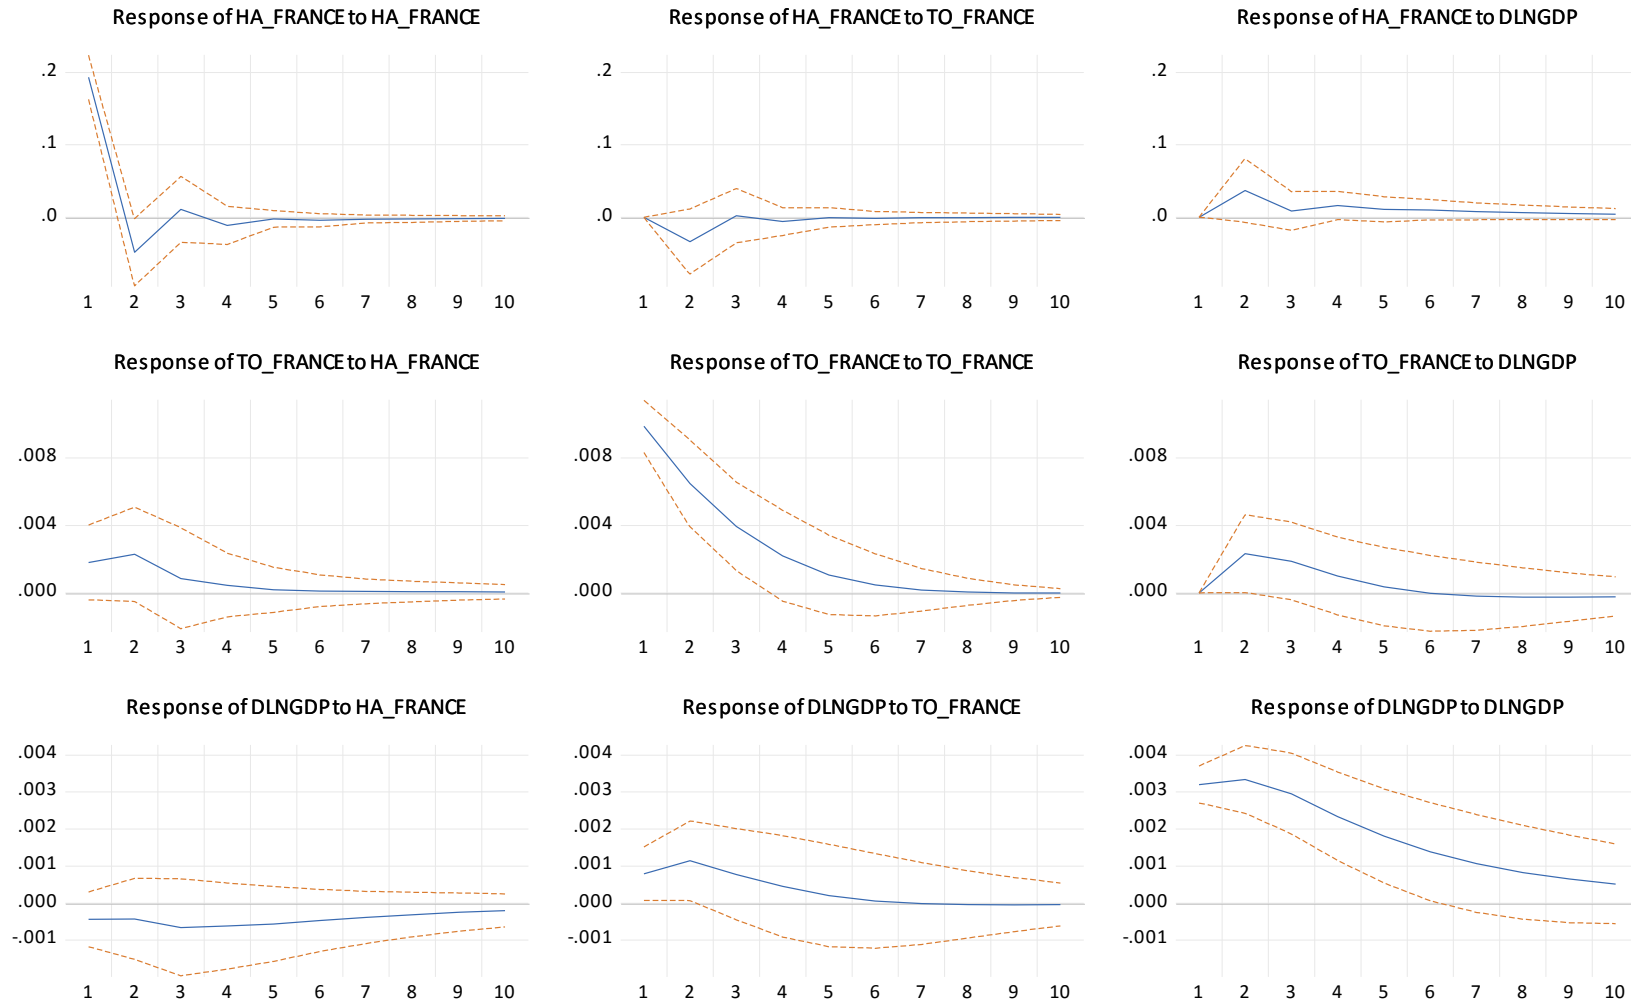 Response of HA_FRANCE to HA_FRANCE
.2
.1
.0
1 2 3 4 5 6 7 8 9 10
Response of HA_FRANCE to TO_FRANCE
.2
.1
.0
1 2 3 4 5 6 7 8 9 10
Response of HA_FRANCE to DLNGDP
.2
.1
.0
1 2 3 4 5 6 7 8 9 10
Response of TO_FRANCE to HA_FRANCE
.008
.004
.000
1 2 3 4 5 6 7 8 9 10
Response of TO_FRANCE to TO_FRANCE
.008
.004
.000
1 2 3 4 5 6 7 8 9 10
Response of TO_FRANCE to DLNGDP
.008
.004
.000
1 2 3 4 5 6 7 8 9 10
Response of DLNGDP to HA_FRANCE
.004
.003
.002
.001
.000
-.001
1 2 3 4 5 6 7 8 9 10
Response of DLNGDP to TO_FRANCE
.004
.003
.002
.001
.000
-.001
1 2 3 4 5 6 7 8 9 10
Response of DLNGDP to DLNGDP
.004
.003
.002
.001
.000
-.001
1 2 3 4 5 6 7 8 9 10